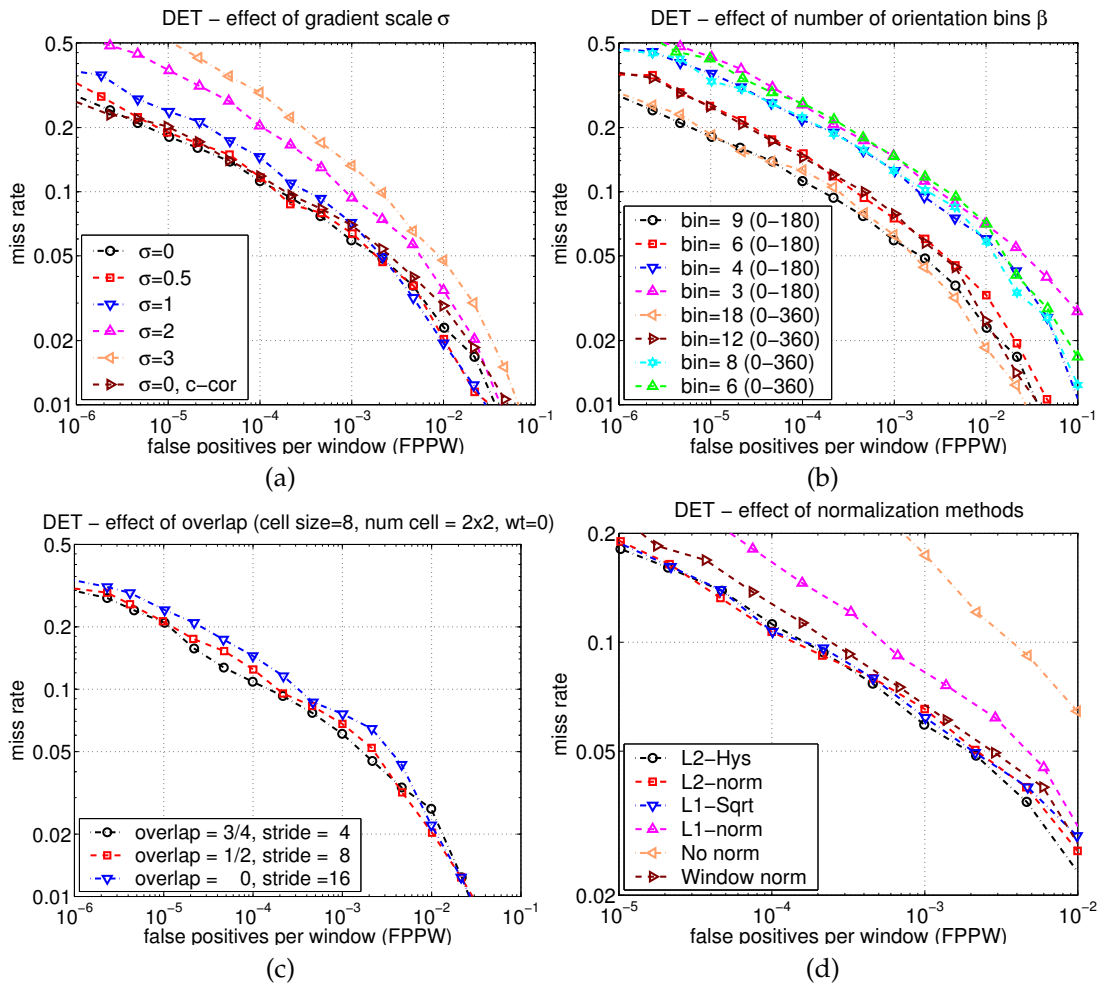 DET − effect of gradient scale σ
0.5
0.2
0.1
0.05
0.02
0.01
miss rate
σ=0
σ=0.5
σ=1
σ=2
σ=3
σ=0, c−cor
10−6 10−5 10−4 10−3 10−2 10−1
false positives per window (FPPW)
(a)
DET − effect of number of orientation bins β
0.5
0.2
0.1
0.05
0.02
0.01
miss rate
bin= 9 (0−180)
bin= 6 (0−180)
bin= 4 (0−180)
bin= 3 (0−180)
bin=18 (0−360)
bin=12 (0−360)
bin= 8 (0−360)
bin= 6 (0−360)
10−6 10−5 10−4 10−3 10−2 10−1
false positives per window (FPPW)
(b)
DET − effect of overlap (cell size=8, num cell = 2x2, wt=0)
0.5
0.2
0.1
0.05
0.02
0.01
miss rate
overlap = 3/4, stride = 4
overlap = 1/2, stride = 8
overlap = 0, stride =16
10−6 10−5 10−4 10−3 10−2 10−1
false positives per window (FPPW)
(c)
DET − effect of normalization methods
0.2
0.1
0.05
0.02
miss rate
L2−Hys
L2−norm
L1−Sqrt
L1−norm
No norm
Window norm
10−5 10−4 10−3 10−2
false positives per window (FPPW)
(d)